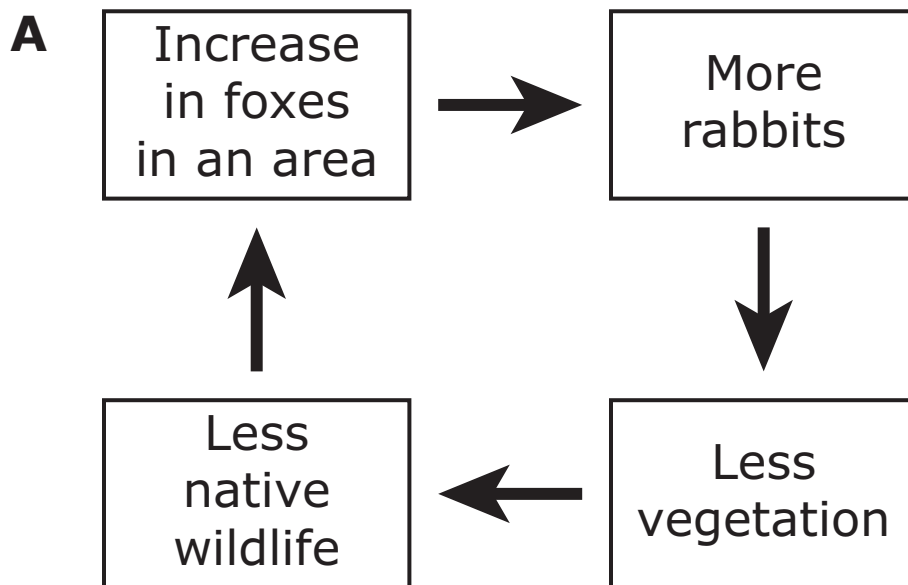 A
Increase
in foxes
in an area
More
rabbits
Less
native
wildlife
Less
vegetation